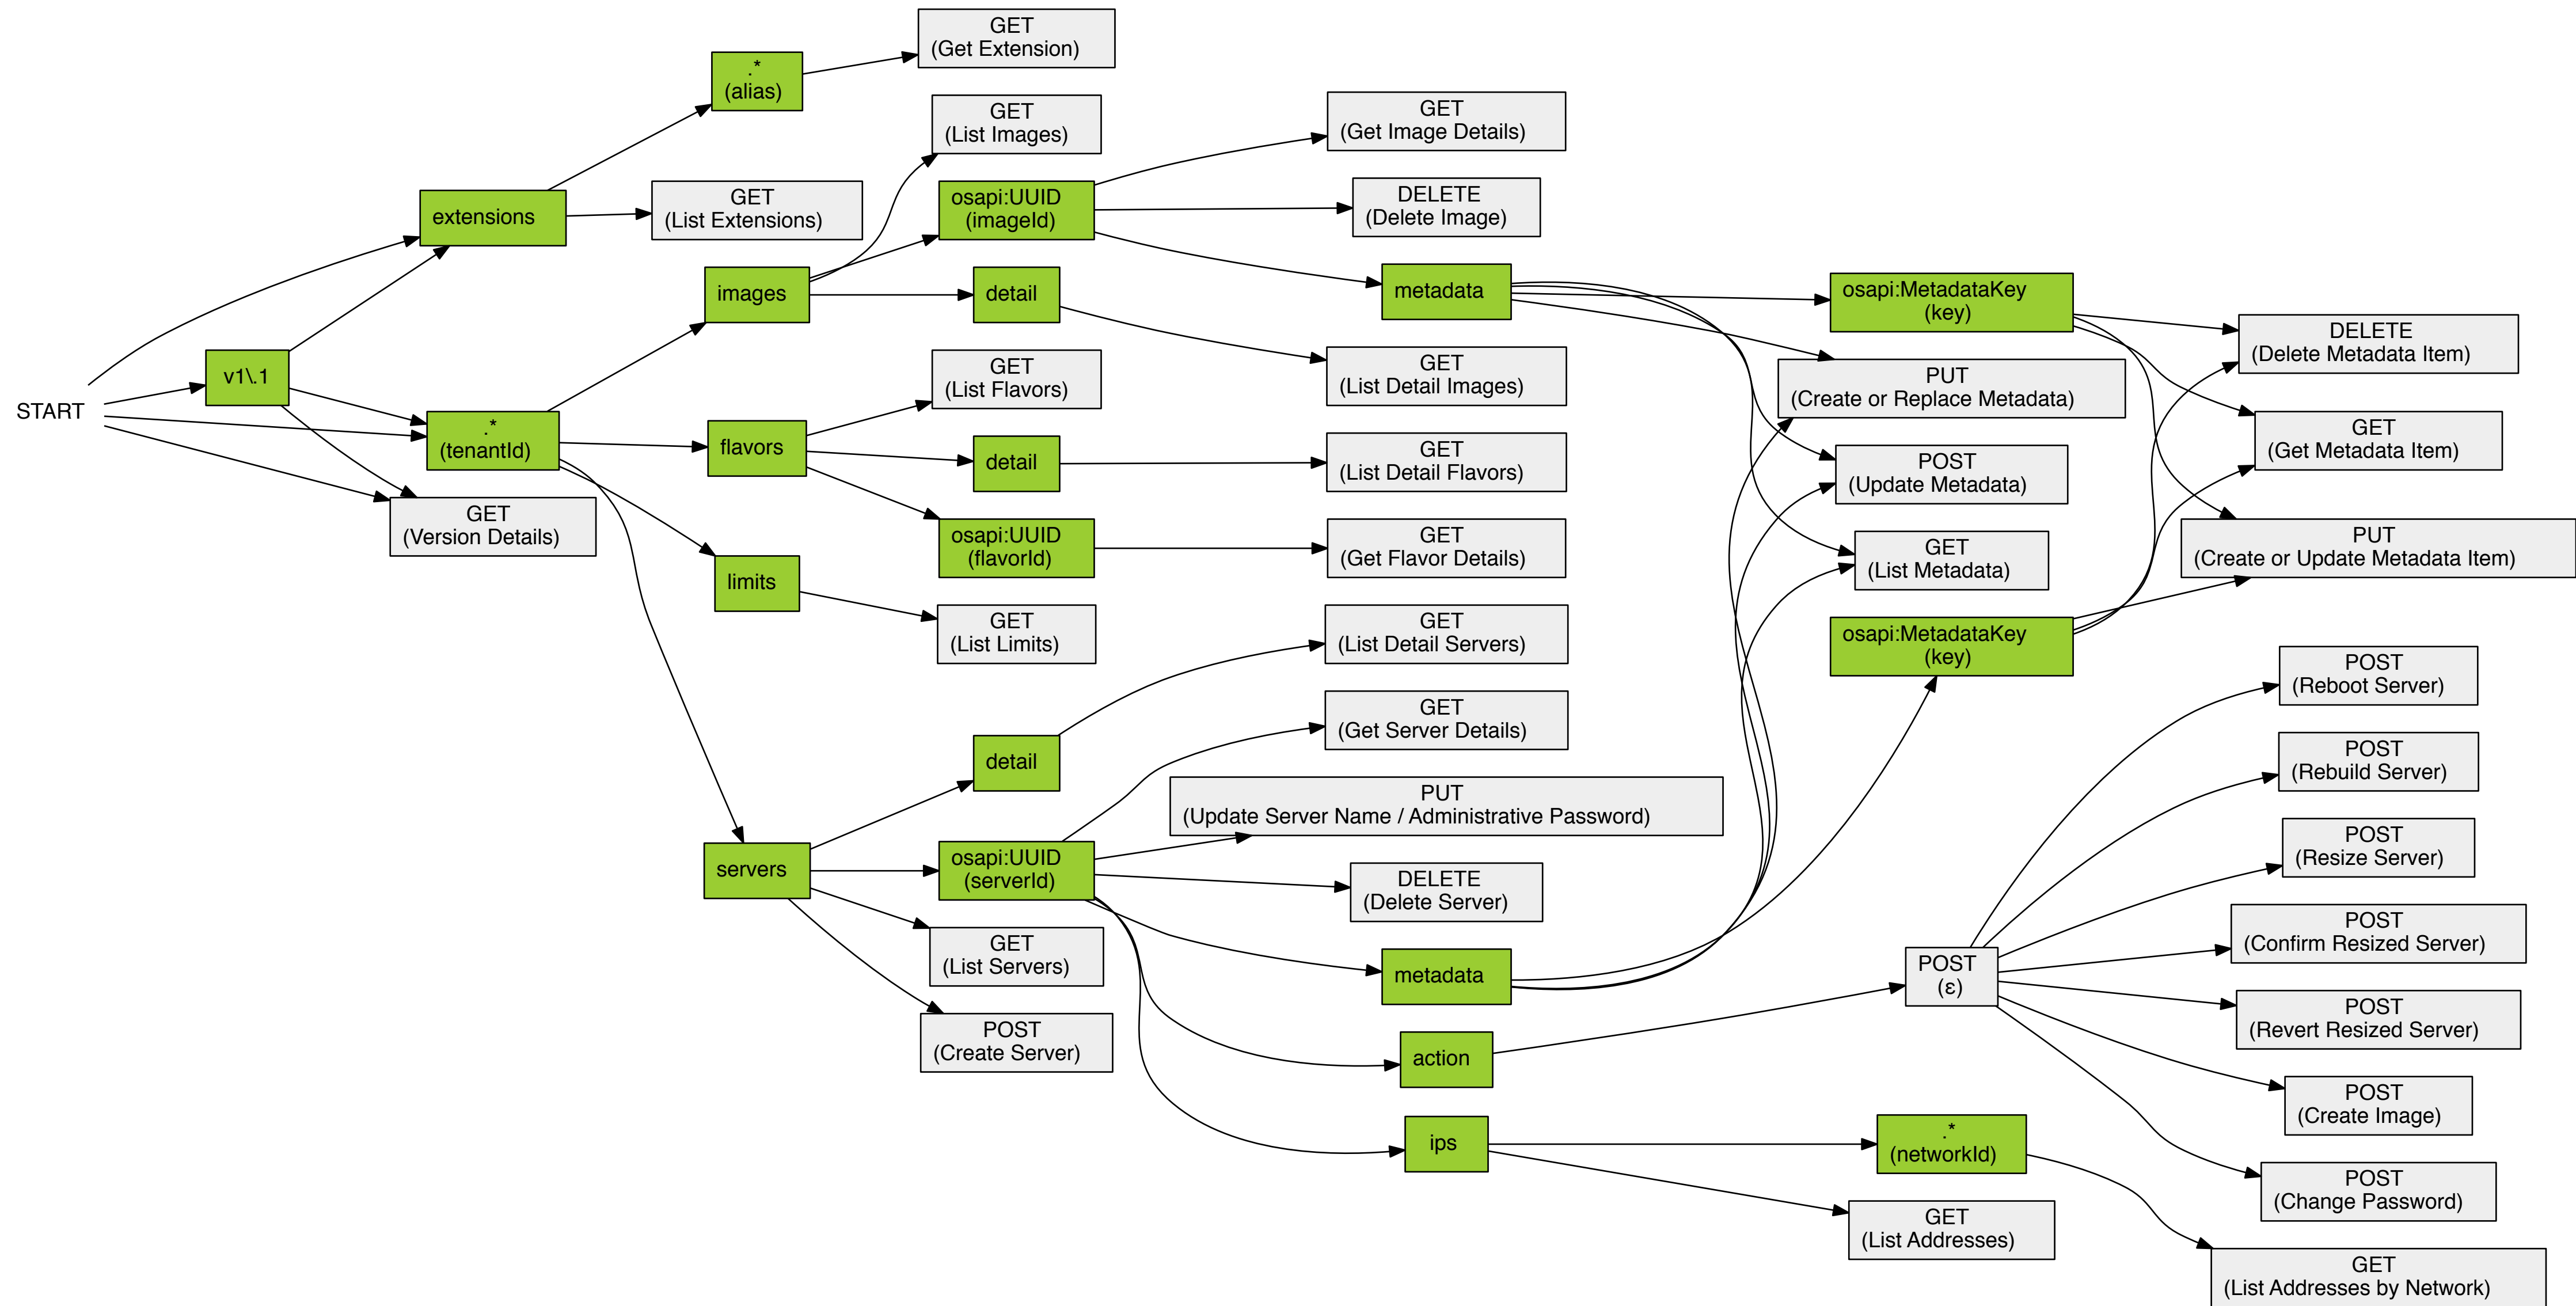 START
v1\.1
extensions
.*
(tenantId)
GET
(Version Details)
.*
(alias)
GET
(List Extensions)
images
flavors
limits
servers
GET
(Get Extension)
GET
(List Images)
osapi:UUID
(imageId)
detail
GET
(List Flavors)
detail
osapi:UUID
(flavorId)
GET
(List Limits)
detail
osapi:UUID
(serverId)
GET
(List Servers)
POST
(Create Server)
GET
(Get Image Details)
DELETE
(Delete Image)
metadata
GET
(List Detail Images)
GET
(List Detail Flavors)
GET
(Get Flavor Details)
GET
(List Detail Servers)
GET
(Get Server Details)
PUT
(Update Server Name / Administrative Password)
DELETE
(Delete Server)
metadata
action
ips
osapi:MetadataKey
(key)
PUT
(Create or Replace Metadata)
POST
(Update Metadata)
GET
(List Metadata)
osapi:MetadataKey
(key)
POST
(ε)
.*
(networkId)
GET
(List Addresses)
DELETE
(Delete Metadata Item)
GET
(Get Metadata Item)
PUT
(Create or Update Metadata Item)
POST
(Reboot Server)
POST
(Rebuild Server)
POST
(Resize Server)
POST
(Confirm Resized Server)
POST
(Revert Resized Server)
POST
(Create Image)
POST
(Change Password)
GET
(List Addresses by Network)